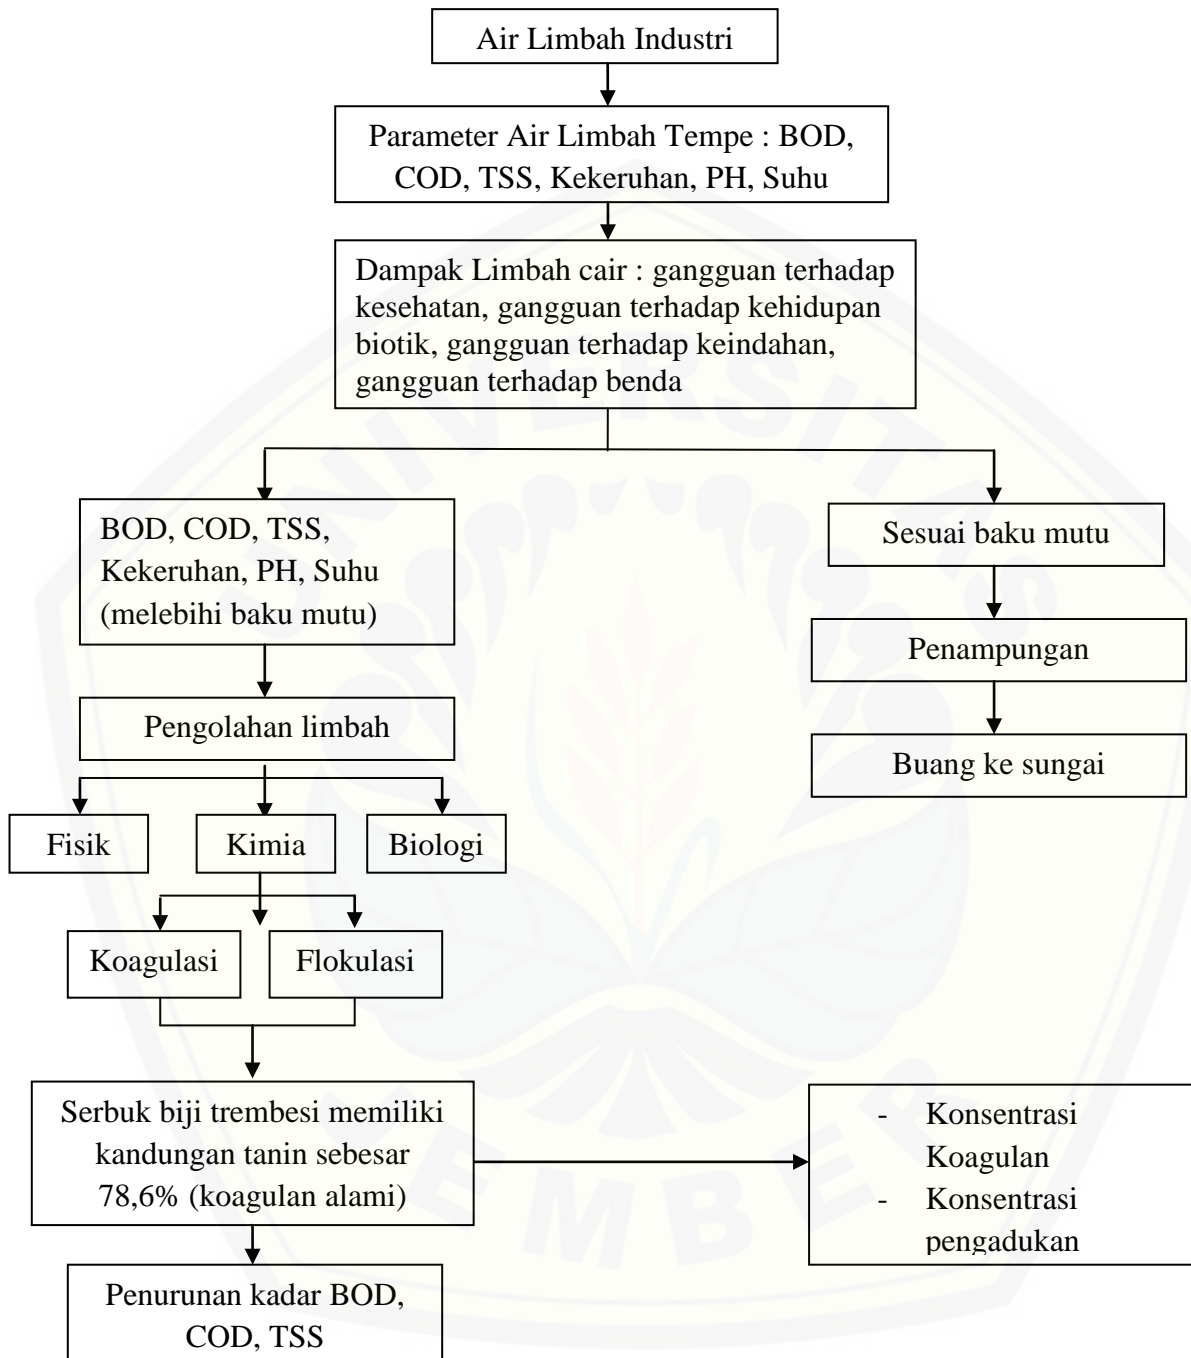 Air Limbah Industri
Parameter Air Limbah Tempe : BOD,
COD, TSS, Kekeruhan, PH, Suhu
Dampak Limbah cair : gangguan terhadap
kesehatan, gangguan terhadap kehidupan
biotik, gangguan terhadap keindahan,
gangguan terhadap benda
BOD, COD, TSS,
Kekeruhan, PH, Suhu
(melebihi baku mutu)
Sesuai baku mutu
Penampungan
Buang ke sungai
Pengolahan limbah
Fisik
Kimia
Biologi
Koagulasi
Flokulasi
Serbuk biji trembesi memiliki
kandungan tanin sebesar
78,6% (koagulan alami)
- Konsentrasi
Koagulan
- Konsentrasi
pengadukan
Penurunan kadar BOD,
COD, TSS
UNIVERSITAS
JEMBER